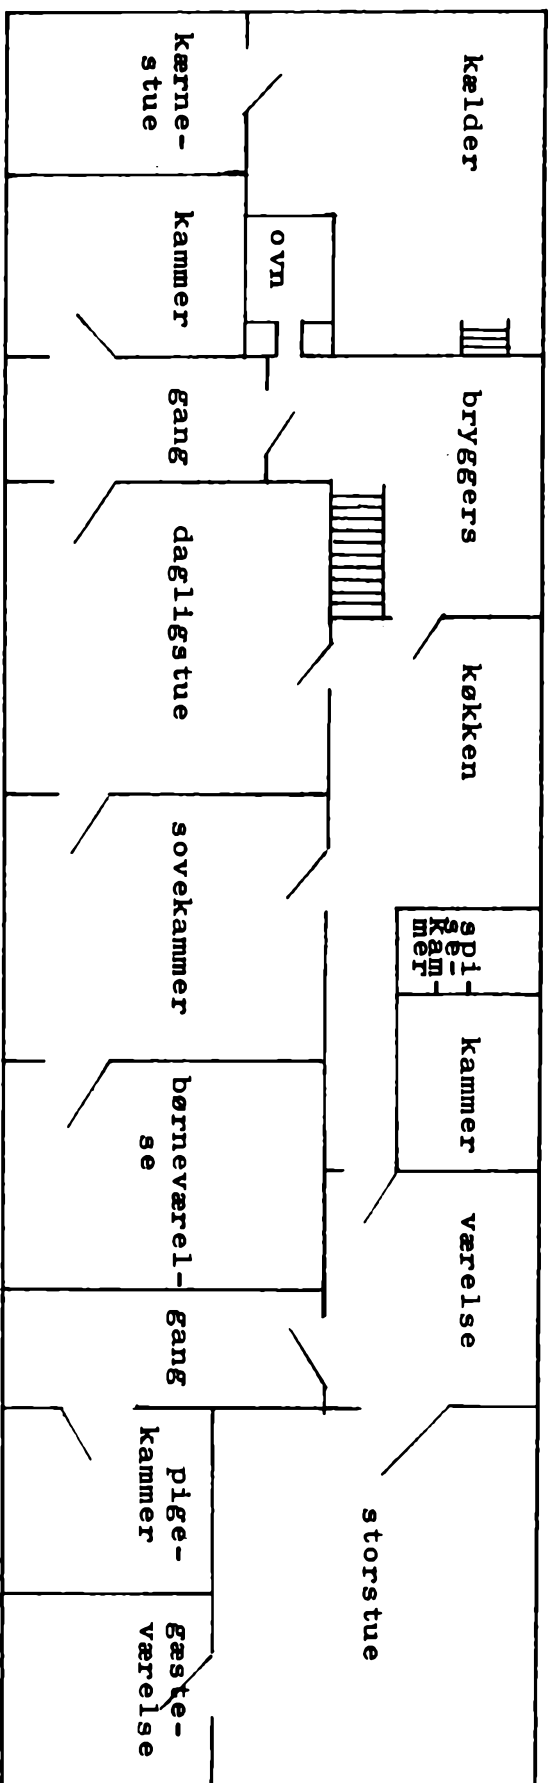 kælder
bryggers
køkken
spi-
se-
kam-
mer
kammer
værelse
storstue
ovn
kærne-
stue
kammer
gang
dagligstue
sovekammer
børneværel-
se
gang
pige-
kammer
gæste-
værelse